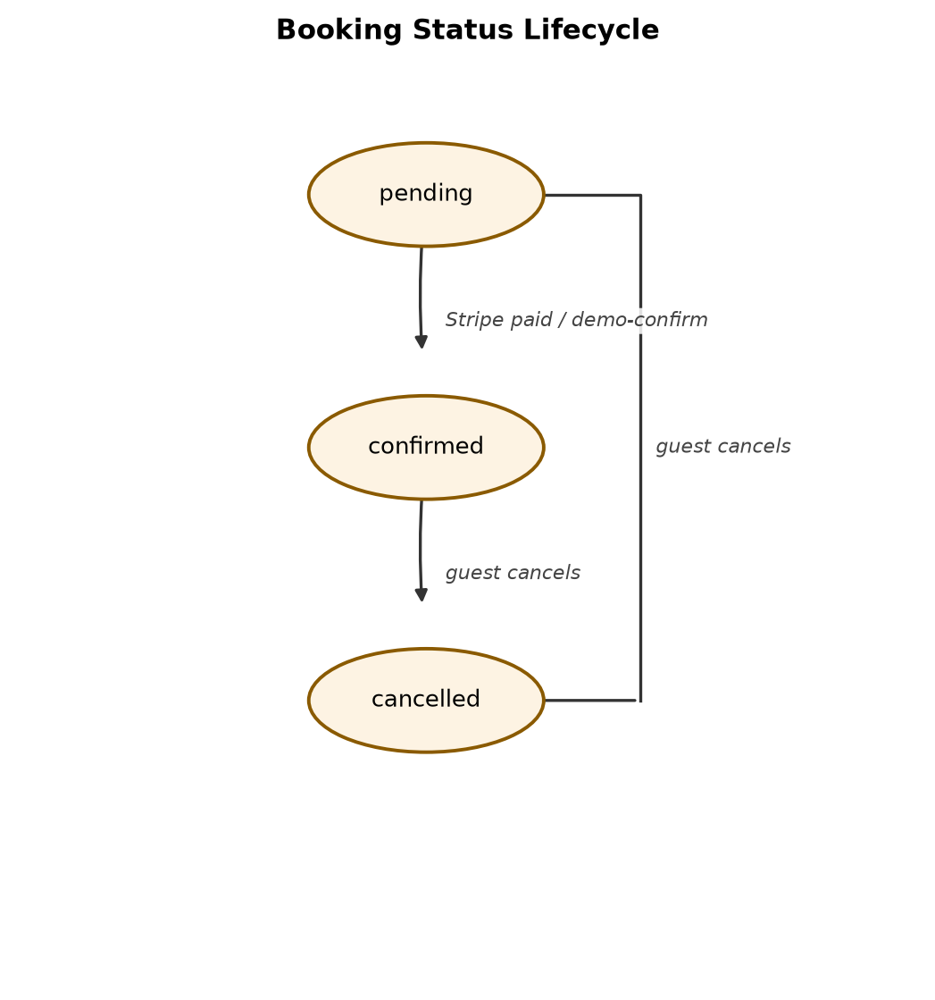 Booking Status Lifecycle
pending
Stripe paid / demo-confirm
confirmed
guest cancels
guest cancels
cancelled